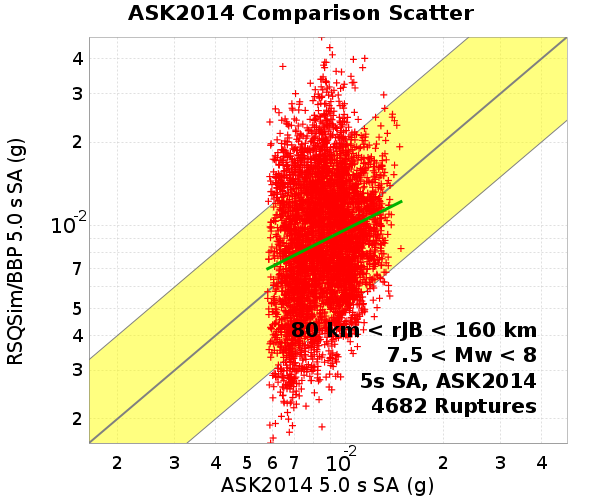 ASK2014 Comparison Scatter
RSQSim/BBP 5.0 s SA (g)
4
3
2
10-2
7
5
4
3
2
80 km < rJB < 160 km
7.5 < Mw < 8
5s SA, ASK2014
4682 Ruptures
2 3 4 5 6 7 10-2 2 3 4
ASK2014 5.0 s SA (g)